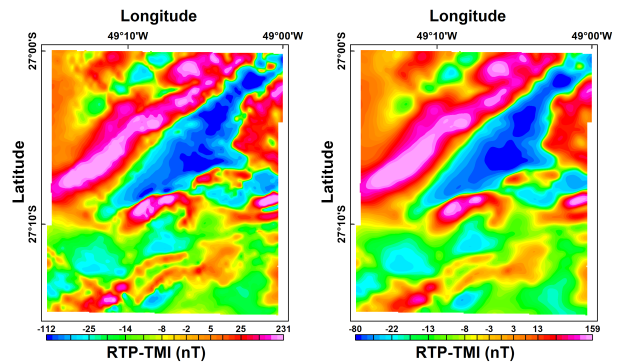 Longitude Longitude
49°10'W 49°00'W 49°10'W 49°00'W
27°00'S 27°00'S
Latitude Latitude
27°10'S 27°10'S
-112 -25 -14 -8 -2 5 25 231 -80 -22 -13 -8 -3 3 13 159
RTP-TMI (nT) RTP-TMI (nT)